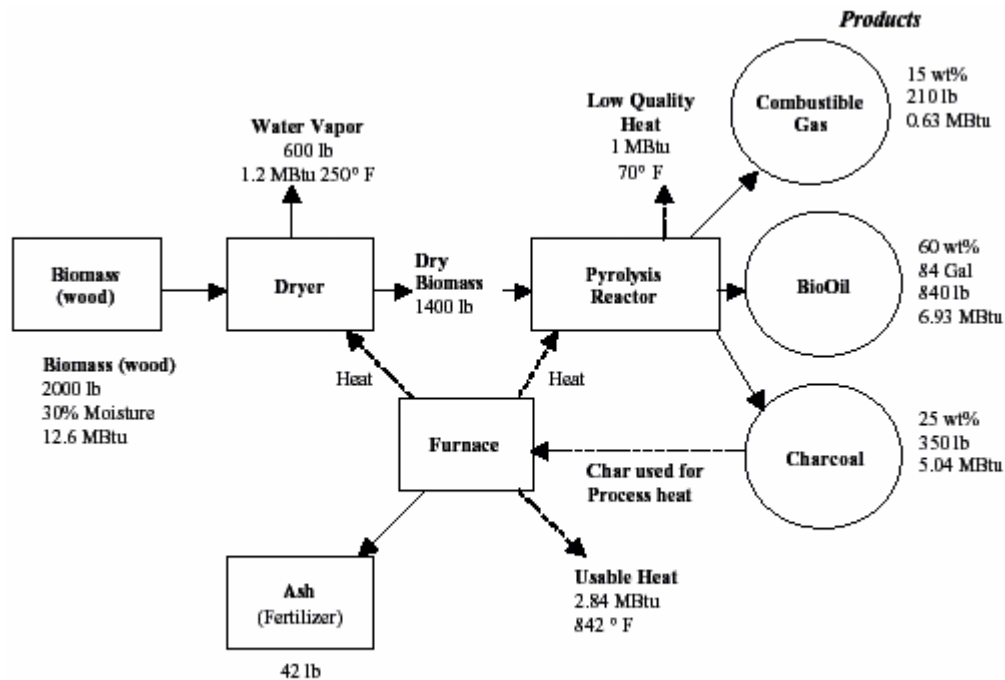 Products
15 wt%
210 lb
0.63 MBtu
Combustible
Gas
Low Quality
Heat
1 MBtu
70° F
Water Vapor
600 lb
1.2 MBtu 250° F
Biomass
(wood)
Dryer
Dry
Biomass
1400 lb
Pyrolysis
Reactor
BioOil
60 wt%
84 Gal
840 lb
6.93 MBtu
Biomass (wood)
2000 lb
30% Moisture
12.6 MBtu
Heat
Heat
Furnace
Char used for
Process heat
Charcoal
25 wt%
350 lb
5.04 MBtu
Ash
(Fertilizer)
42 lb
Usable Heat
2.84 MBtu
842 ° F